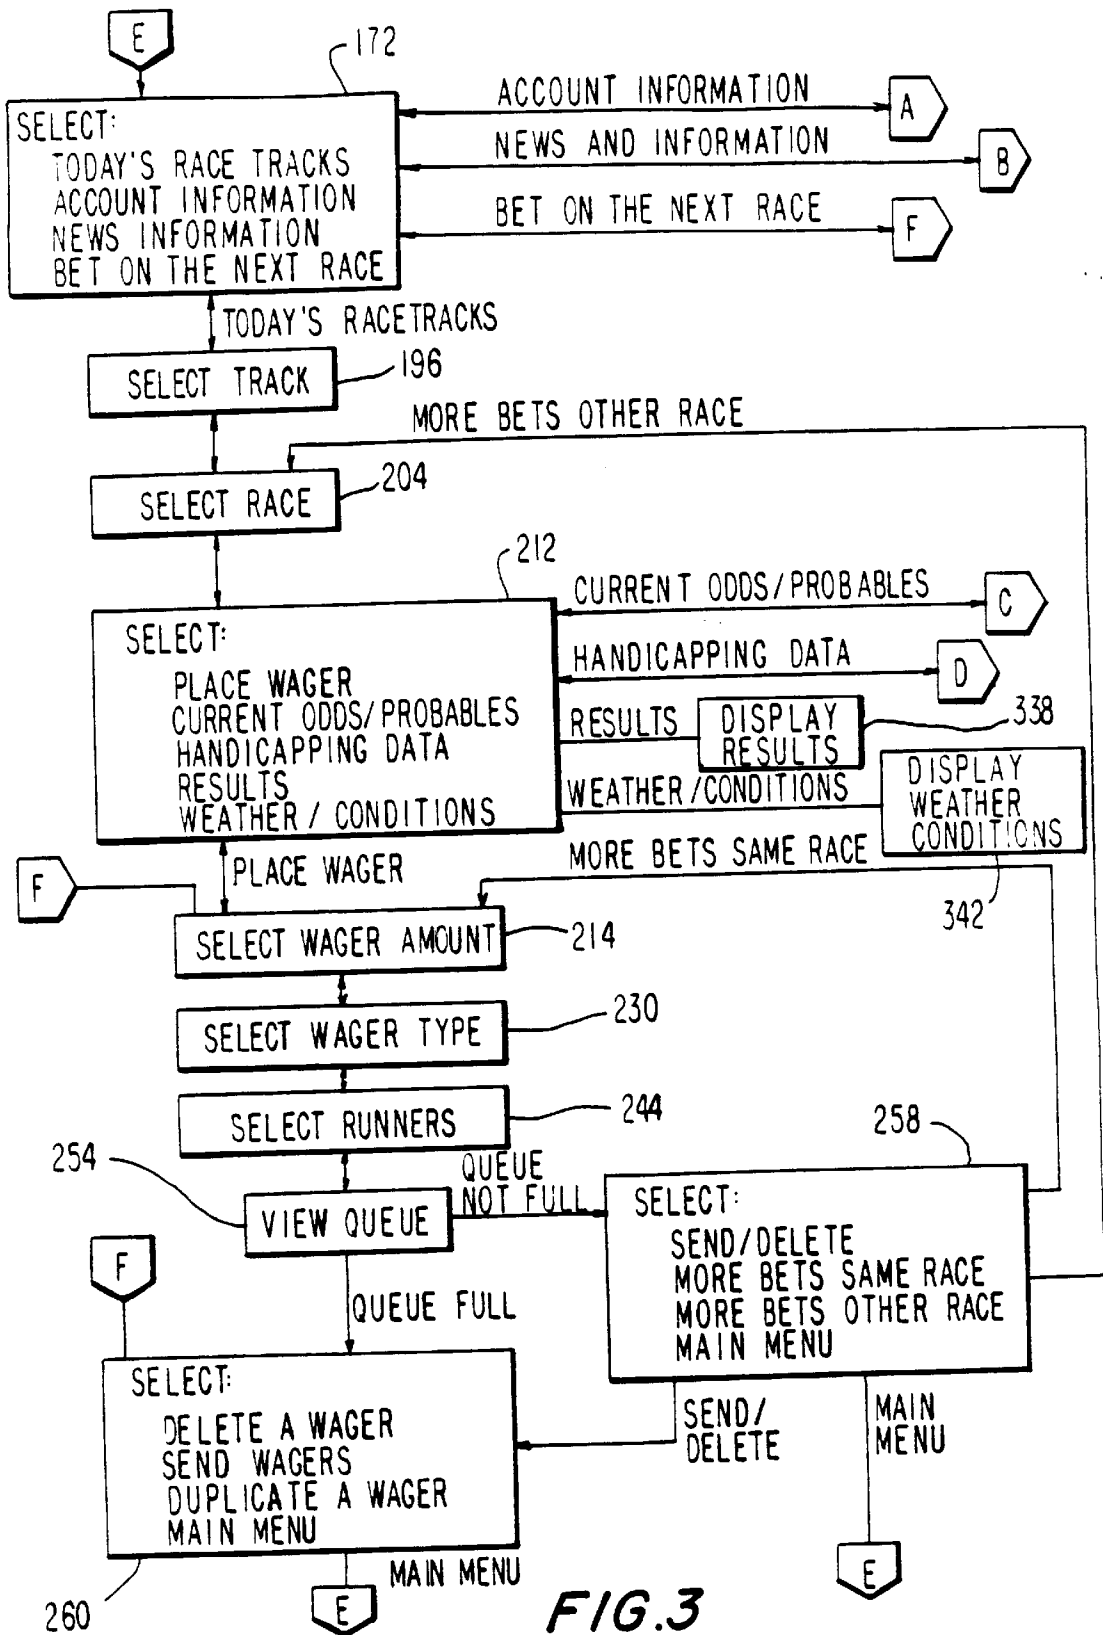 E
172
SELECT:
TODAY'S RACE TRACKS
ACCOUNT INFORMATION
NEWS INFORMATION
BET ON THE NEXT RACE
ACCOUNT INFORMATION
A
NEWS AND INFORMATION
B
BET ON THE NEXT RACE
F
TODAY'S RACETRACKS
SELECT TRACK
196
MORE BETS OTHER RACE
SELECT RACE
204
212
SELECT:
PLACE WAGER
CURRENT ODDS/PROBABLES
HANDICAPPING DATA
RESULTS
WEATHER / CONDITIONS
CURRENT ODDS/PROBABLES
C
HANDICAPPING DATA
D
RESULTS
DISPLAY
RESULTS
338
WEATHER/CONDITIONS
DISPLAY
WEATHER
CONDITIONS
342
PLACE WAGER
MORE BETS SAME RACE
F
SELECT WAGER AMOUNT
214
SELECT WAGER TYPE
230
SELECT RUNNERS
244
254
VIEW QUEUE
QUEUE
NOT FULL
258
SELECT:
SEND/DELETE
MORE BETS SAME RACE
MORE BETS OTHER RACE
MAIN MENU
F
QUEUE FULL
SELECT:
DELETE A WAGER
SEND WAGERS
DUPLICATE A WAGER
MAIN MENU
SEND/
DELETE
MAIN
MENU
260
MAIN MENU
E
E
FIG.3